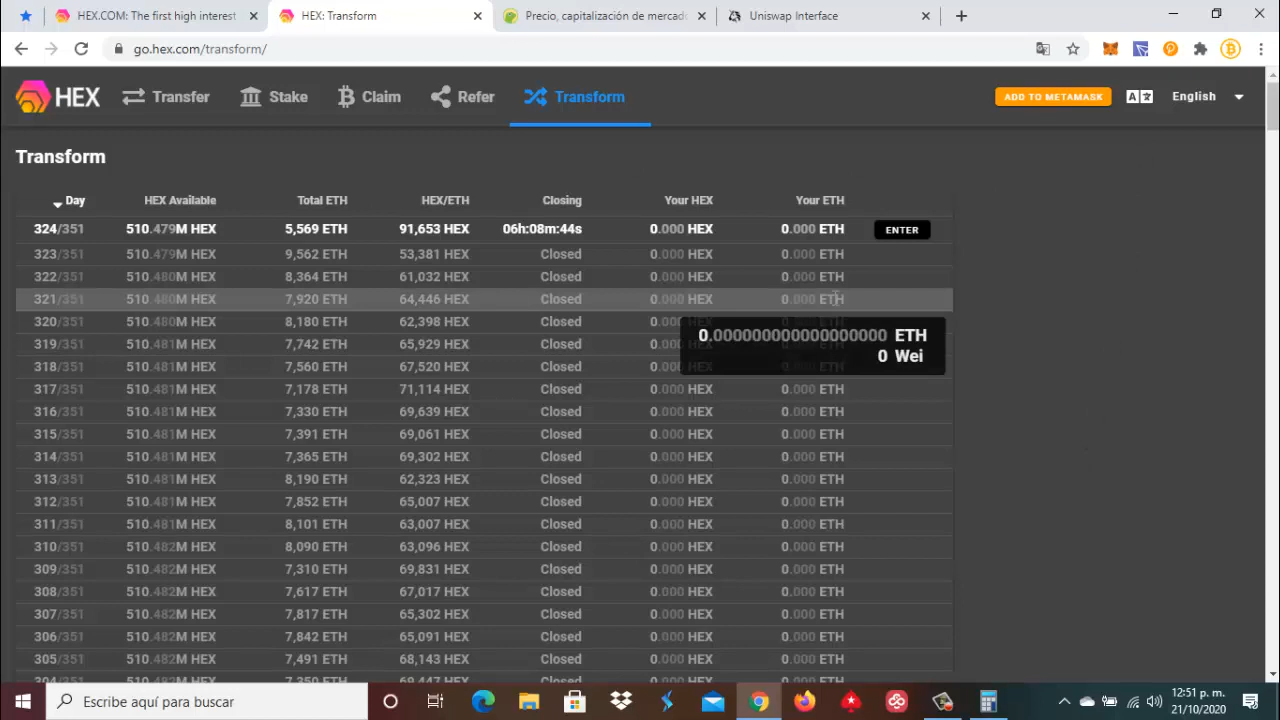 HEX.COM: The first high interest
HEX: Transform
Precio, capitalización de mercado
Uniswap Interface
go.hex.com/transform/
HEX
Transfer
Stake
Claim
Refer
Transform
ADD TO METAMASK
English
Transform
Day HEX Available Total ETH HEX/ETH Closing Your HEX Your ETH
324/351 510.479M HEX 5,569 ETH 91,653 HEX 06h:08m:44s 0.000 HEX 0.000 ETH ENTER
323/351 510.479M HEX 9,562 ETH 53,381 HEX Closed 0.000 HEX 0.000 ETH
322/351 510.480M HEX 8,364 ETH 61,032 HEX Closed 0.000 HEX 0.000 ETH
321/351 510.480M HEX 7,920 ETH 64,446 HEX Closed 0.000 HEX 0.000 ETH
320/351 510.480M HEX 8,180 ETH 62,398 HEX Closed
319/351 510.481M HEX 7,742 ETH 65,929 HEX Closed
0.000000000000000000 ETH
0 Wei
318/351 510.481M HEX 7,560 ETH 67,520 HEX Closed
317/351 510.481M HEX 7,178 ETH 71,114 HEX Closed 0.000 HEX 0.000 ETH
316/351 510.481M HEX 7,330 ETH 69,639 HEX Closed 0.000 HEX 0.000 ETH
315/351 510.481M HEX 7,391 ETH 69,061 HEX Closed 0.000 HEX 0.000 ETH
314/351 510.481M HEX 7,365 ETH 69,302 HEX Closed 0.000 HEX 0.000 ETH
313/351 510.481M HEX 8,190 ETH 62,323 HEX Closed 0.000 HEX 0.000 ETH
312/351 510.481M HEX 7,852 ETH 65,007 HEX Closed 0.000 HEX 0.000 ETH
311/351 510.481M HEX 8,101 ETH 63,007 HEX Closed 0.000 HEX 0.000 ETH
310/351 510.482M HEX 8,090 ETH 63,096 HEX Closed 0.000 HEX 0.000 ETH
309/351 510.482M HEX 7,310 ETH 69,831 HEX Closed 0.000 HEX 0.000 ETH
308/351 510.482M HEX 7,617 ETH 67,017 HEX Closed 0.000 HEX 0.000 ETH
307/351 510.482M HEX 7,817 ETH 65,302 HEX Closed 0.000 HEX 0.000 ETH
306/351 510.482M HEX 7,842 ETH 65,091 HEX Closed 0.000 HEX 0.000 ETH
305/351 510.482M HEX 7,491 ETH 68,143 HEX Closed 0.000 HEX 0.000 ETH
Escribe aquí para buscar
12:51 p. m.
21/10/2020